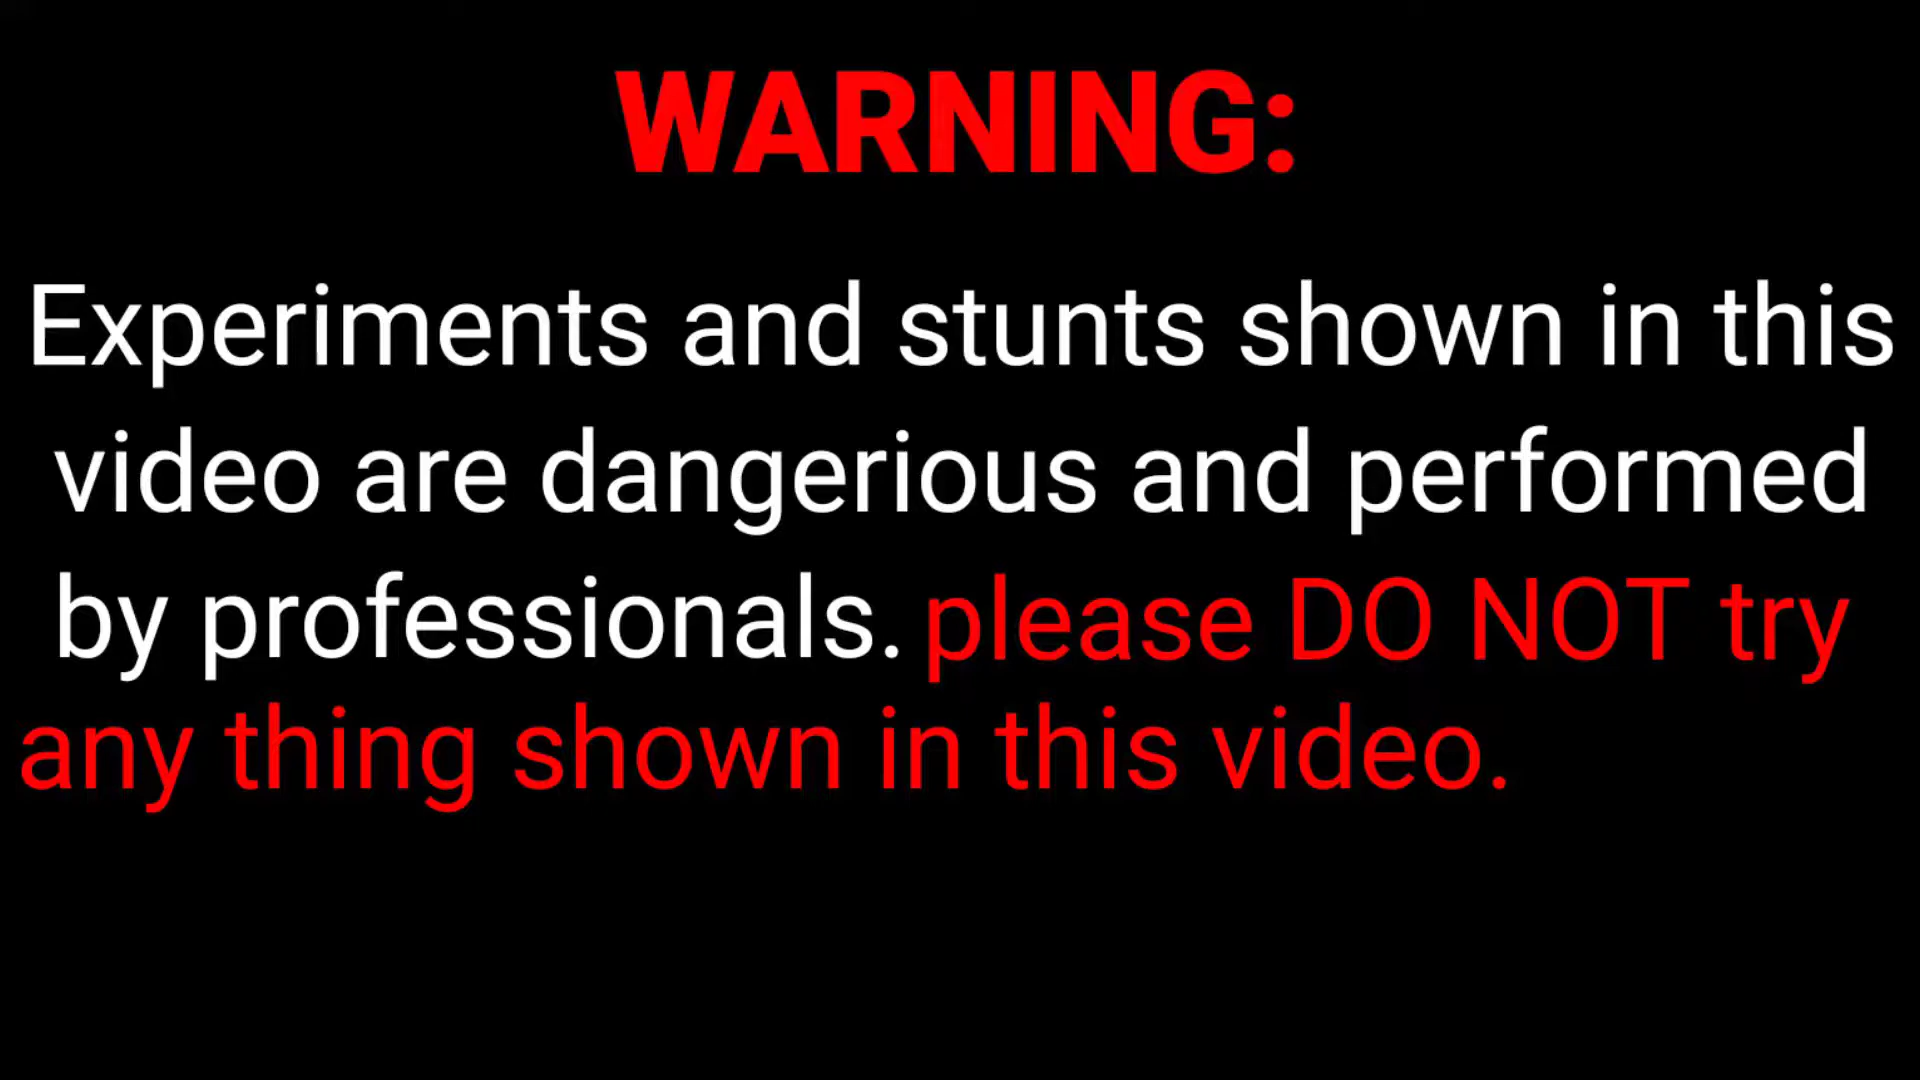 WARNING:
Experiments and stunts shown in this
video are dangerious and performed
by professionals. please DO NOT try
any thing shown in this video.